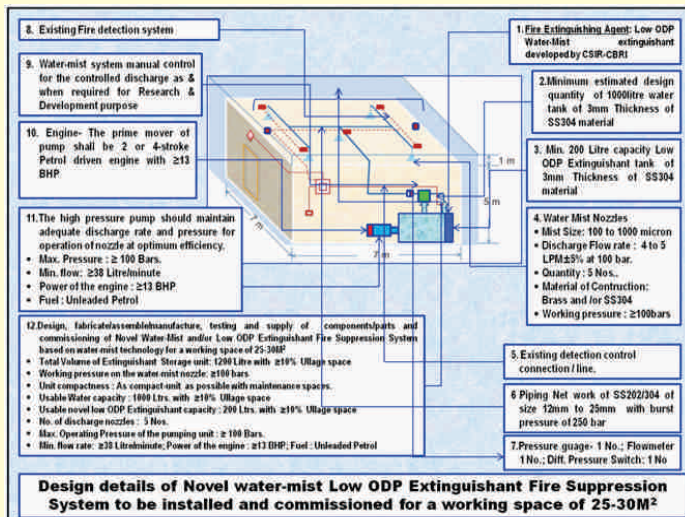 8. Existing Fire detection system
9. Water-mist system manual control
for the controlled discharge as &
when required for Research &
Development purpose
10. Engine- The prime mover of
pump shall be 2 or 4-stroke
Petrol driven engine with ≥13
BHP
11.The high pressure pump should maintain
adequate discharge rate and pressure for
operation of nozzle at optimum efficiency.
• Max. Pressure : ≥ 100 Bars.
• Min. flow: ≥38 Litre/minute
• Power of the engine : ≥13 BHP
• Fuel : Unleaded Petrol
12.Design, fabricate/assemble/manufacture, testing and supply of components/parts and
commissioning of Novel Water-Mist and/or Low ODP Extinguishant Fire Suppression System
based on water-mist technology for a working space of 25-30M²
• Total Volume of Extinguishant Storage unit: 1200 Litre with ≥10% Ullage space
• Working pressure on the water-mist nozzle: ≥100 bars
• Unit compactness : As compact-unit as possible with maintenance spaces.
• Usable Water capacity : 1000 Ltrs. with ≥10% Ullage space
• Usable novel low ODP Extinguishant capacity : 200 Ltrs. with ≥10% Ullage space
• No. of discharge nozzles : 5 Nos.
• Max. Operating Pressure of the pumping unit : ≥ 100 Bars.
• Min. flow rate: ≥38 Litre/minute; Power of the engine : ≥13 BHP; Fuel : Unleaded Petrol
1 m
5 m
7 m
7 m
1. Fire Extinguishing Agent: Low ODP
Water-Mist extinguishant
developed by CSIR-CBRI
2.Minimum estimated design
quantity of 1000litre water
tank of 3mm Thickness of
SS304 material
3. Min. 200 Litre capacity Low
ODP Extinguishant tank of
3mm Thickness of SS304
material
4. Water Mist Nozzles
• Mist Size: 100 to 1000 micron
• Discharge Flow rate : 4 to 5
LPM±5% at 100 bar.
• Quantity : 5 Nos..
• Material of Contruction:
Brass and /or SS304
• Working pressure : ≥100bars
5. Existing detection control
connection / line.
6 Piping Net work of SS202/304 of
size 12mm to 25mm with burst
pressure of 250 bar
7.Pressure guage- 1 No.; Flowmeter
1 No.; Diff. Pressure Switch: 1 No
Design details of Novel water-mist Low ODP Extinguishant Fire Suppression
System to be installed and commissioned for a working space of 25-30M²